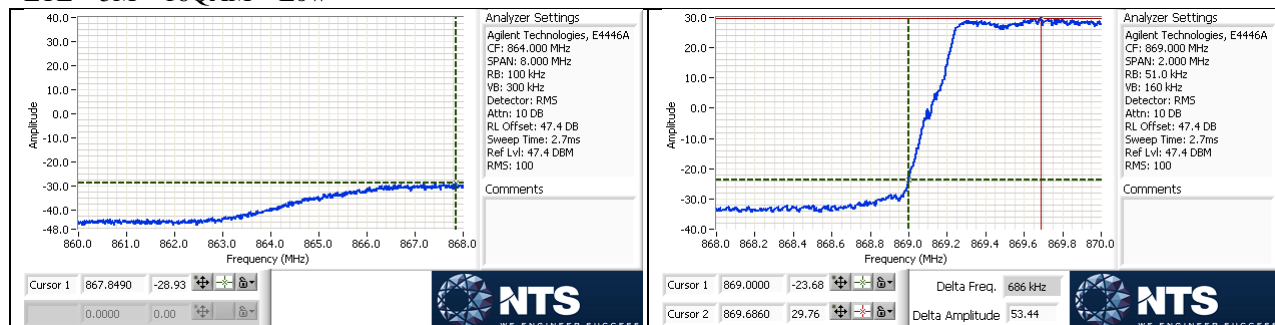 Analyzer Settings
Agilent Technologies, E4446A
CF: 864.000 MHz
SPAN: 8.000 MHz
RB: 100 kHz
VB: 300 kHz
Detector: RMS
Attn: 10 DB
RL Offset: 47.4 DB
Sweep Time: 2.7ms
Ref Lvl: 47.4 DBM
RMS: 100
Comments
Amplitude
40.0
30.0
20.0
10.0
0.0
-10.0
-20.0
-30.0
-40.0
-48.0
860.0 861.0 862.0 863.0 864.0 865.0 866.0 867.0 868.0
Frequency (MHz)
Cursor 1 867.8490 -28.93
0.0000 0.00
NTS
WE ENGINEER SUCCESS
Analyzer Settings
Agilent Technologies, E4446A
CF: 869.000 MHz
SPAN: 2.000 MHz
RB: 51.0 kHz
VB: 160 kHz
Detector: RMS
Attn: 10 DB
RL Offset: 47.4 DB
Sweep Time: 2.7ms
Ref Lvl: 47.4 DBM
RMS: 100
Comments
Amplitude
30.0
20.0
10.0
0.0
-10.0
-20.0
-30.0
-40.0
868.0 868.2 868.4 868.6 868.8 869.0 869.2 869.4 869.6 869.8 870.0
Frequency (MHz)
Cursor 1 869.0000 -23.68
Cursor 2 869.6860 29.76
Delta Freq. 686 kHz
Delta Amplitude 53.44
NTS
WE ENGINEER SUCCESS